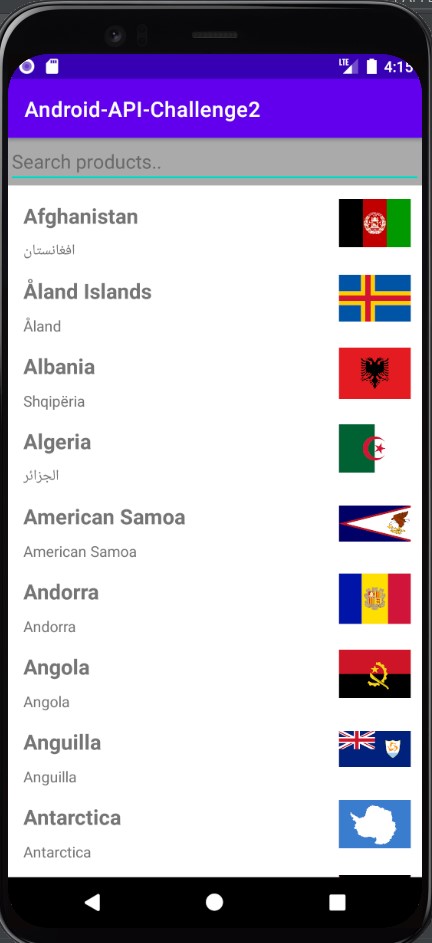 LTE 4:15
Android-API-Challenge2
Search products..
Afghanistan
افغانستان
Åland Islands
Åland
Albania
Shqipëria
Algeria
الجزائر
American Samoa
American Samoa
Andorra
Andorra
Angola
Angola
Anguilla
Anguilla
Antarctica
Antarctica